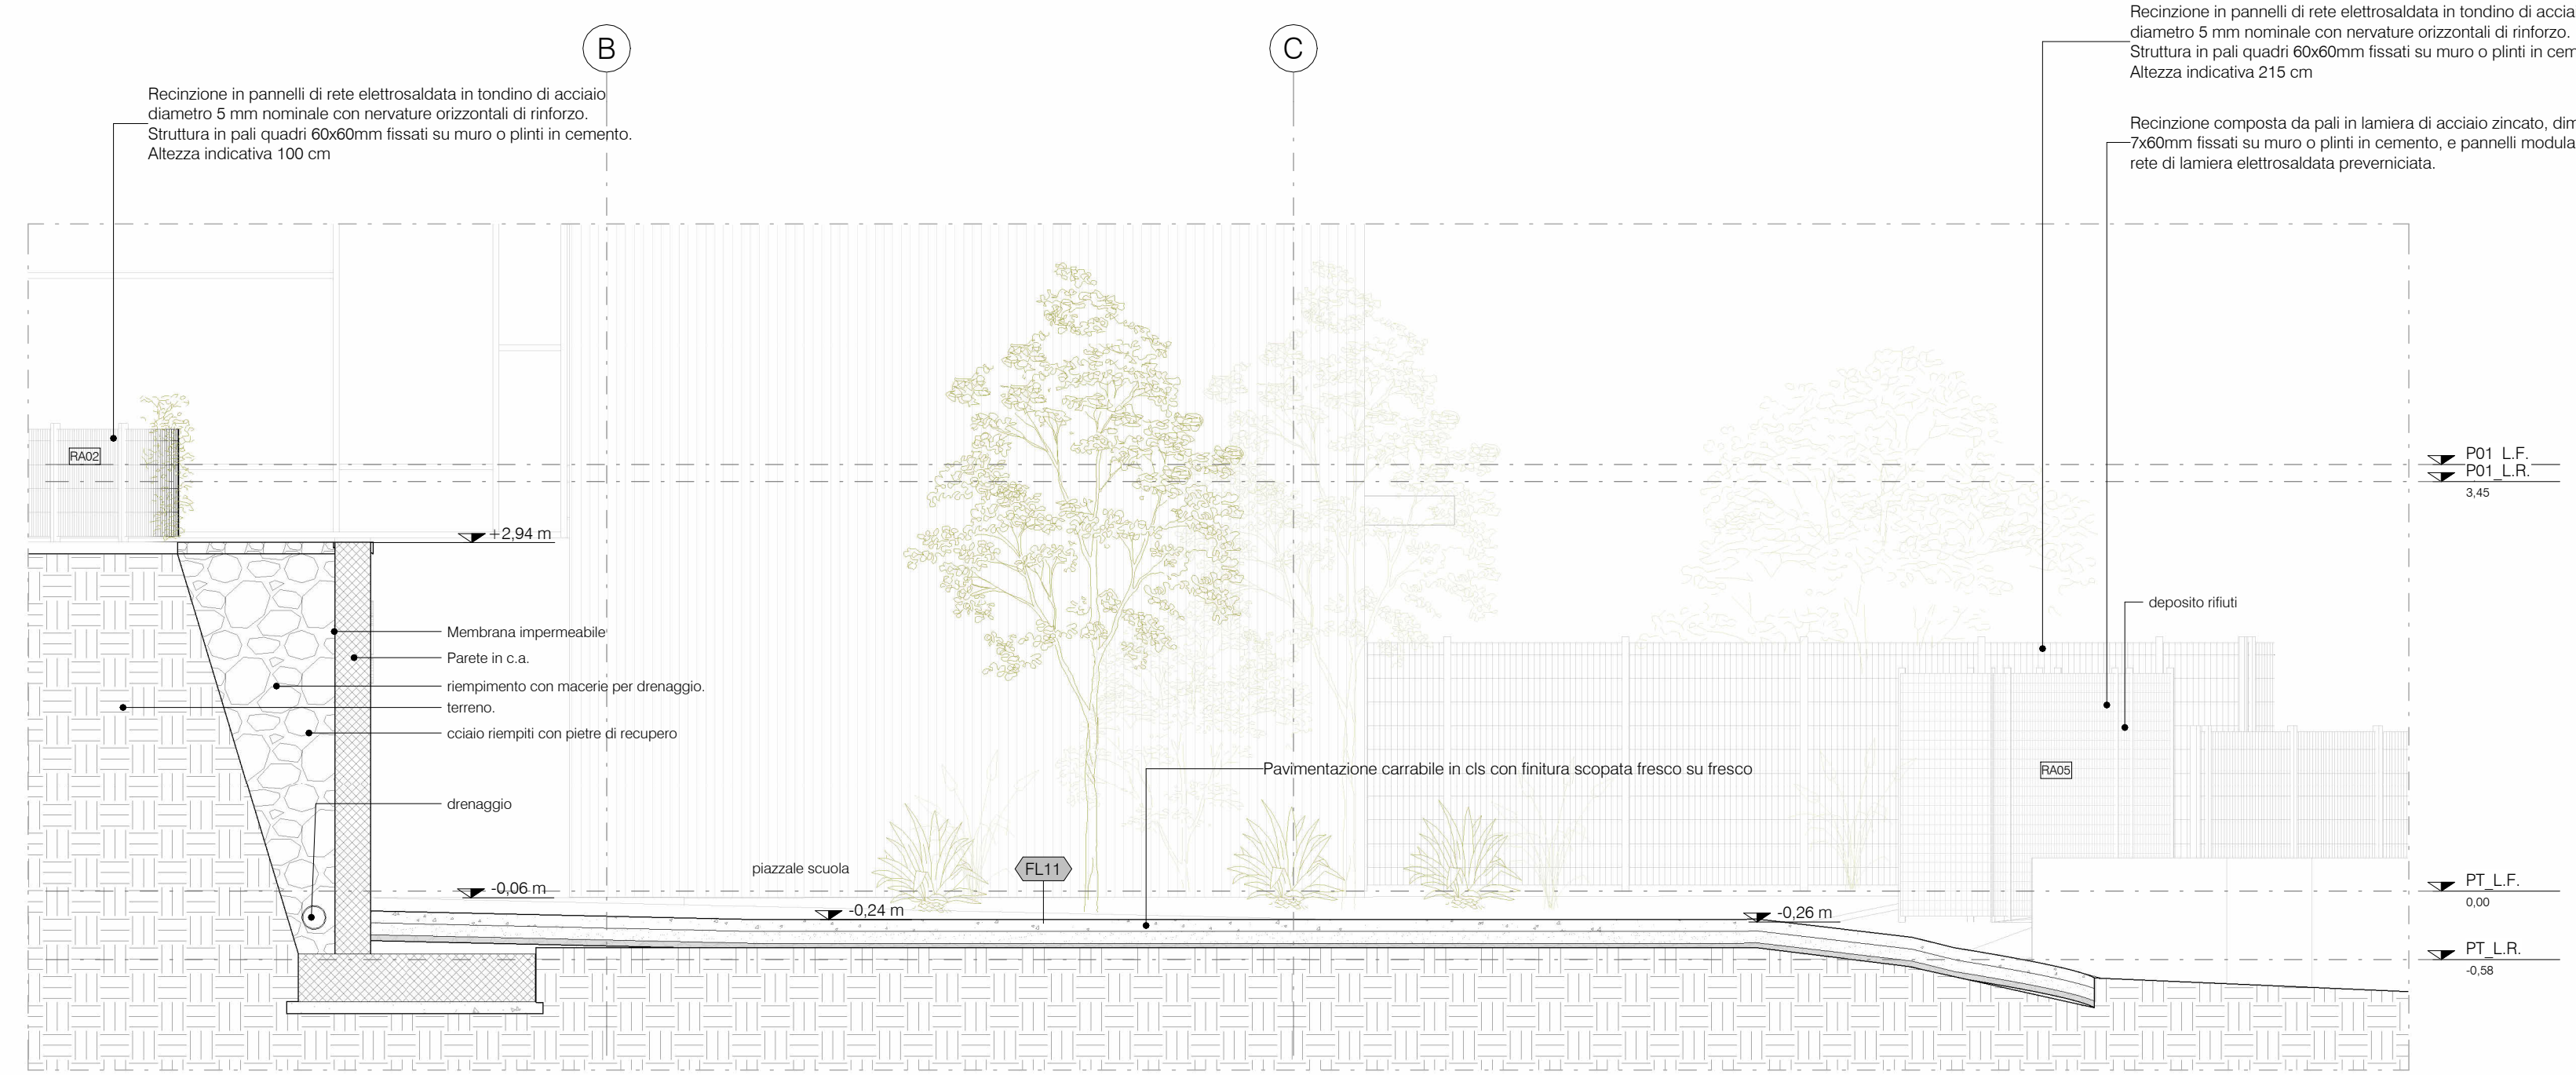 B
C
Recinzione in pannelli di rete elettrosaldata in tondino di acciaio
diametro 5 mm nominale con nervature orizzontali di rinforzo.
Struttura in pali quadri 60x60mm fissati su muro o plinti in cemento.
Altezza indicativa 100 cm
Recinzione in pannelli di rete elettrosaldata in tondino di accia
diametro 5 mm nominale con nervature orizzontali di rinforzo.
Struttura in pali quadri 60x60mm fissati su muro o plinti in cem
Altezza indicativa 215 cm
Recinzione composta da pali in lamiera di acciaio zincato, dim
7x60mm fissati su muro o plinti in cemento, e pannelli modula
rete di lamiera elettrosaldata preverniciata.
RA02
P01_L.F.
P01_L.R.
3,45
+2,94 m
deposito rifiuti
Membrana impermeabile
Parete in c.a.
riempimento con macerie per drenaggio.
terreno.
cciaio riempiti con pietre di recupero
Pavimentazione carrabile in cls con finitura scopata fresco su fresco
RA05
drenaggio
piazzale scuola
FL11
-0,06 m
PT_L.F.
0,00
-0,24 m
-0,26 m
PT_L.R.
-0,58